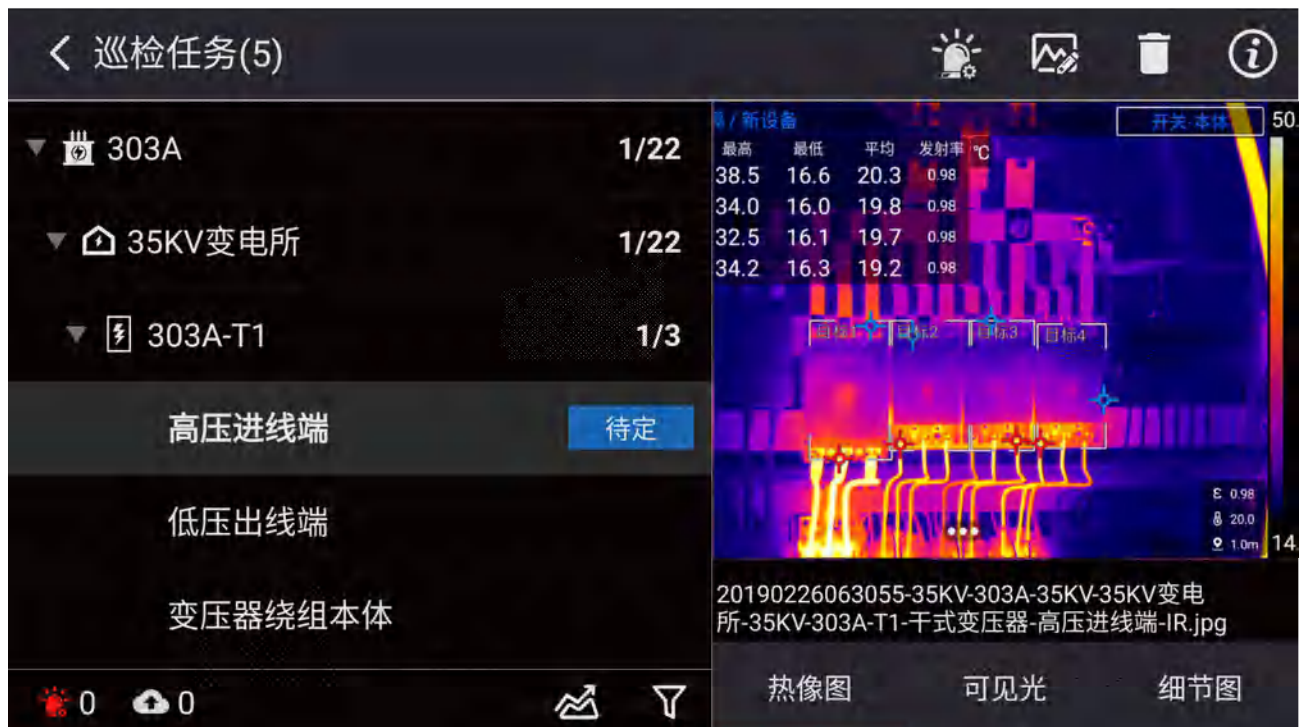 巡检任务(5)
303A 1/22
35KV变电所 1/22
303A-T1 1/3
高压进线端 待定
低压出线端
变压器绕组本体
0 0
/ 新设备 开关-本体 50.
最高 最低 平均 发射率 °C
38.5 16.6 20.3 0.98
34.0 16.0 19.8 0.98
32.5 16.1 19.7 0.98
34.2 16.3 19.2 0.98
目标1 目标2 目标3 目标4
ε 0.98
20.0
1.0m 14.
20190226063055-35KV-303A-35KV-35KV变电
所-35KV-303A-T1-干式变压器-高压进线端-IR.jpg
热像图 可见光 细节图